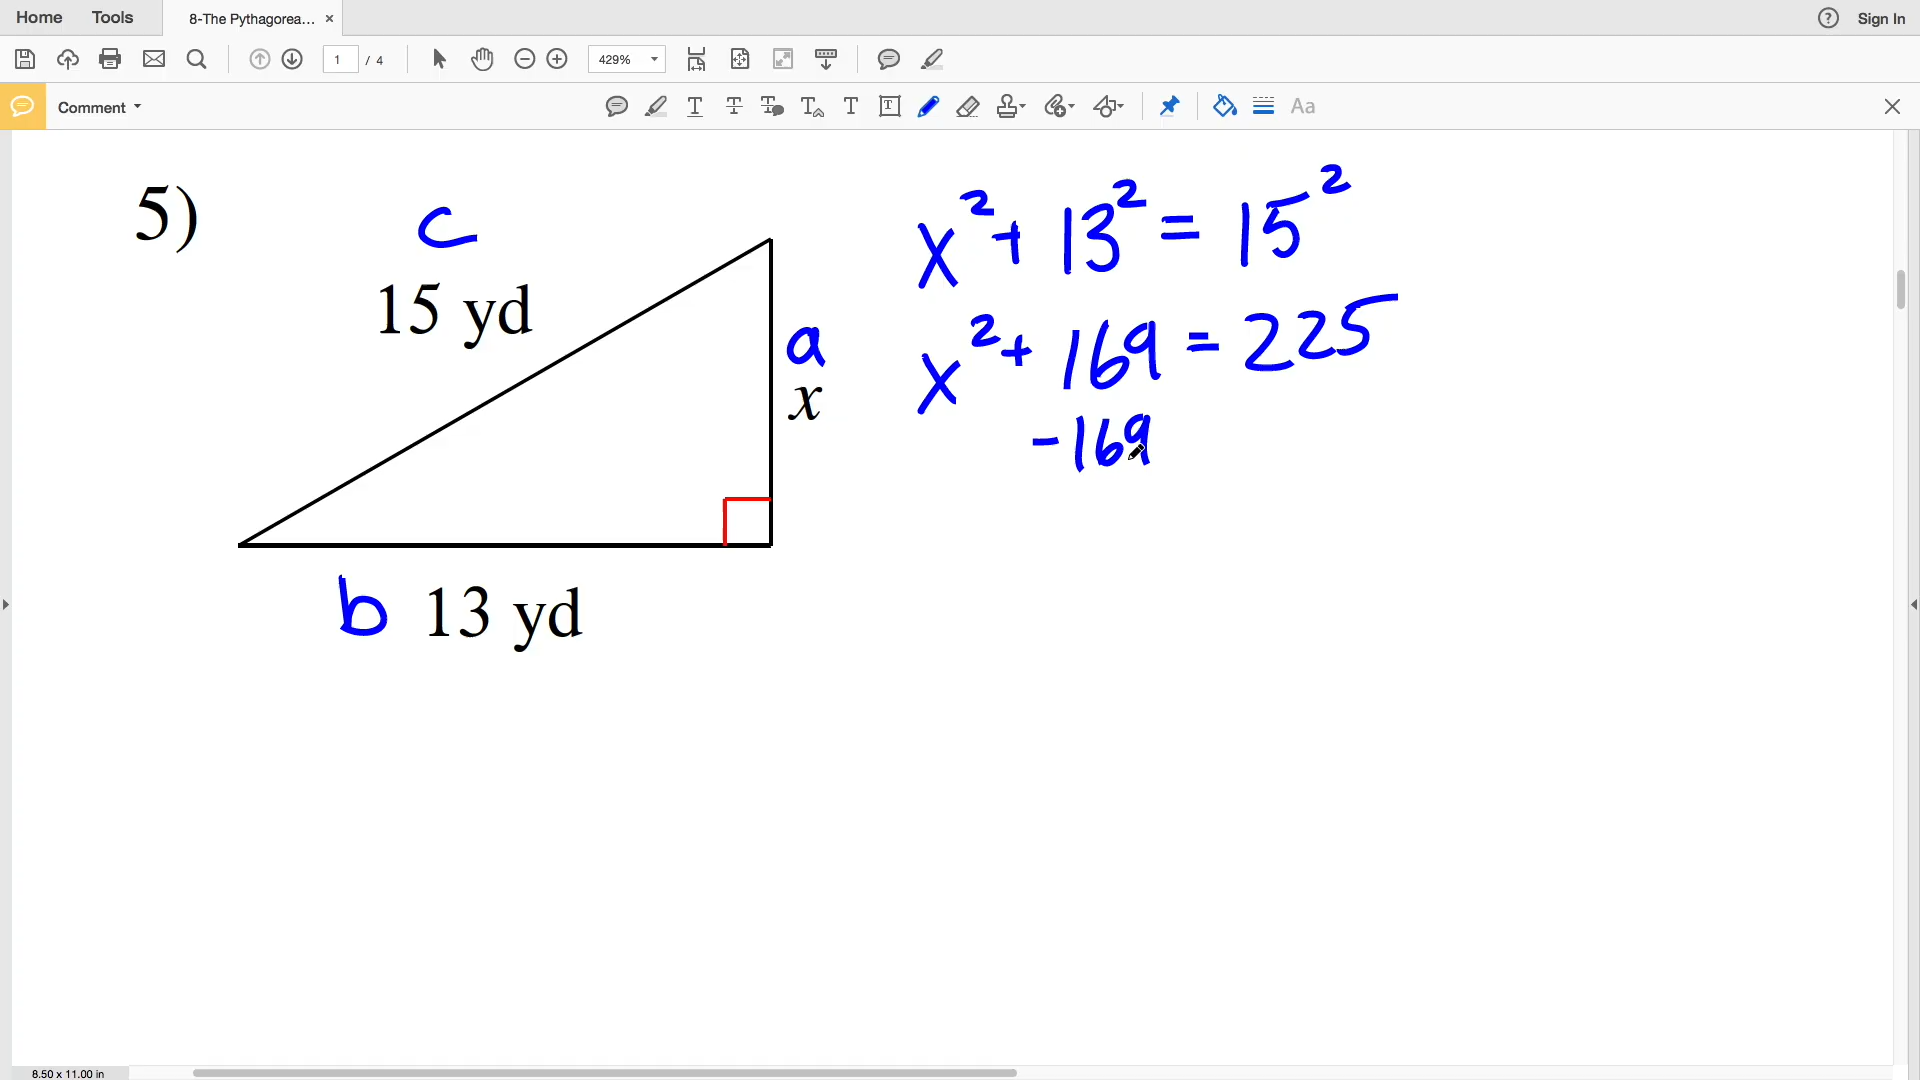 Home Tools 8-The Pythagorea... × ? Sign In
1 / 4 429%
Comment T T T T T T Aa
5)
c
15 yd
a
x
b 13 yd
x² + 13² = 15²
x² + 169 = 225
-169
8.50 x 11.00 in